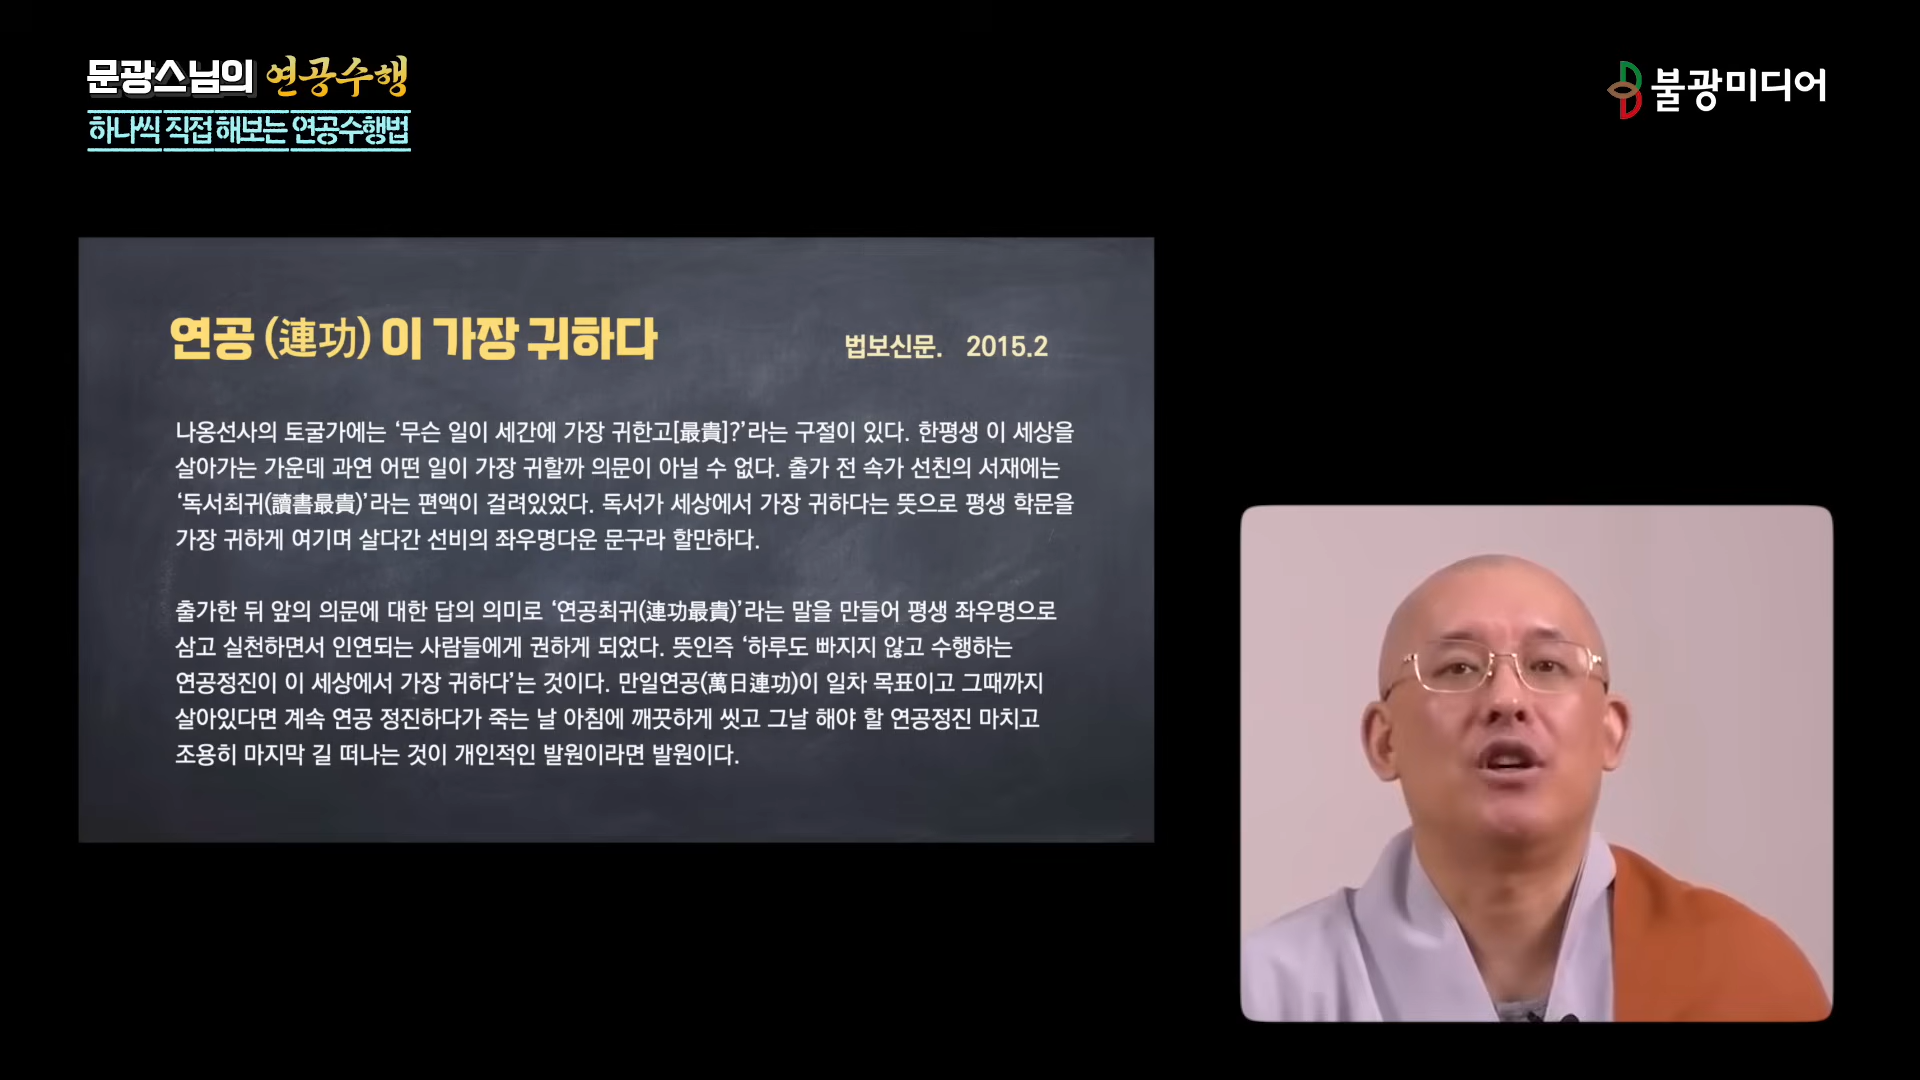 문광스님의 연공수행
하나씩 직접 해보는 연공수행법
불광미디어
연공(連功)이 가장 귀하다
법보신문. 2015.2
나옹선사의 토굴가에는 ‘무슨 일이 세간에 가장 귀한고[最貴]?’라는 구절이 있다. 한평생 이 세상을
살아가는 가운데 과연 어떤 일이 가장 귀할까 의문이 아닐 수 없다. 출가 전 속가 선친의 서재에는
‘독서최귀(讀書最貴)’라는 편액이 걸려있었다. 독서가 세상에서 가장 귀하다는 뜻으로 평생 학문을
가장 귀하게 여기며 살다간 선비의 좌우명다운 문구라 할만하다.
출가한 뒤 앞의 의문에 대한 답의 의미로 ‘연공최귀(連功最貴)’라는 말을 만들어 평생 좌우명으로
삼고 실천하면서 인연되는 사람들에게 권하게 되었다. 뜻인즉 ‘하루도 빠지지 않고 수행하는
연공정진이 이 세상에서 가장 귀하다’는 것이다. 만일연공(萬日連功)이 일차 목표이고 그때까지
살아있다면 계속 연공 정진하다가 죽는 날 아침에 깨끗하게 씻고 그날 해야 할 연공정진 마치고
조용히 마지막 길 떠나는 것이 개인적인 발원이라면 발원이다.